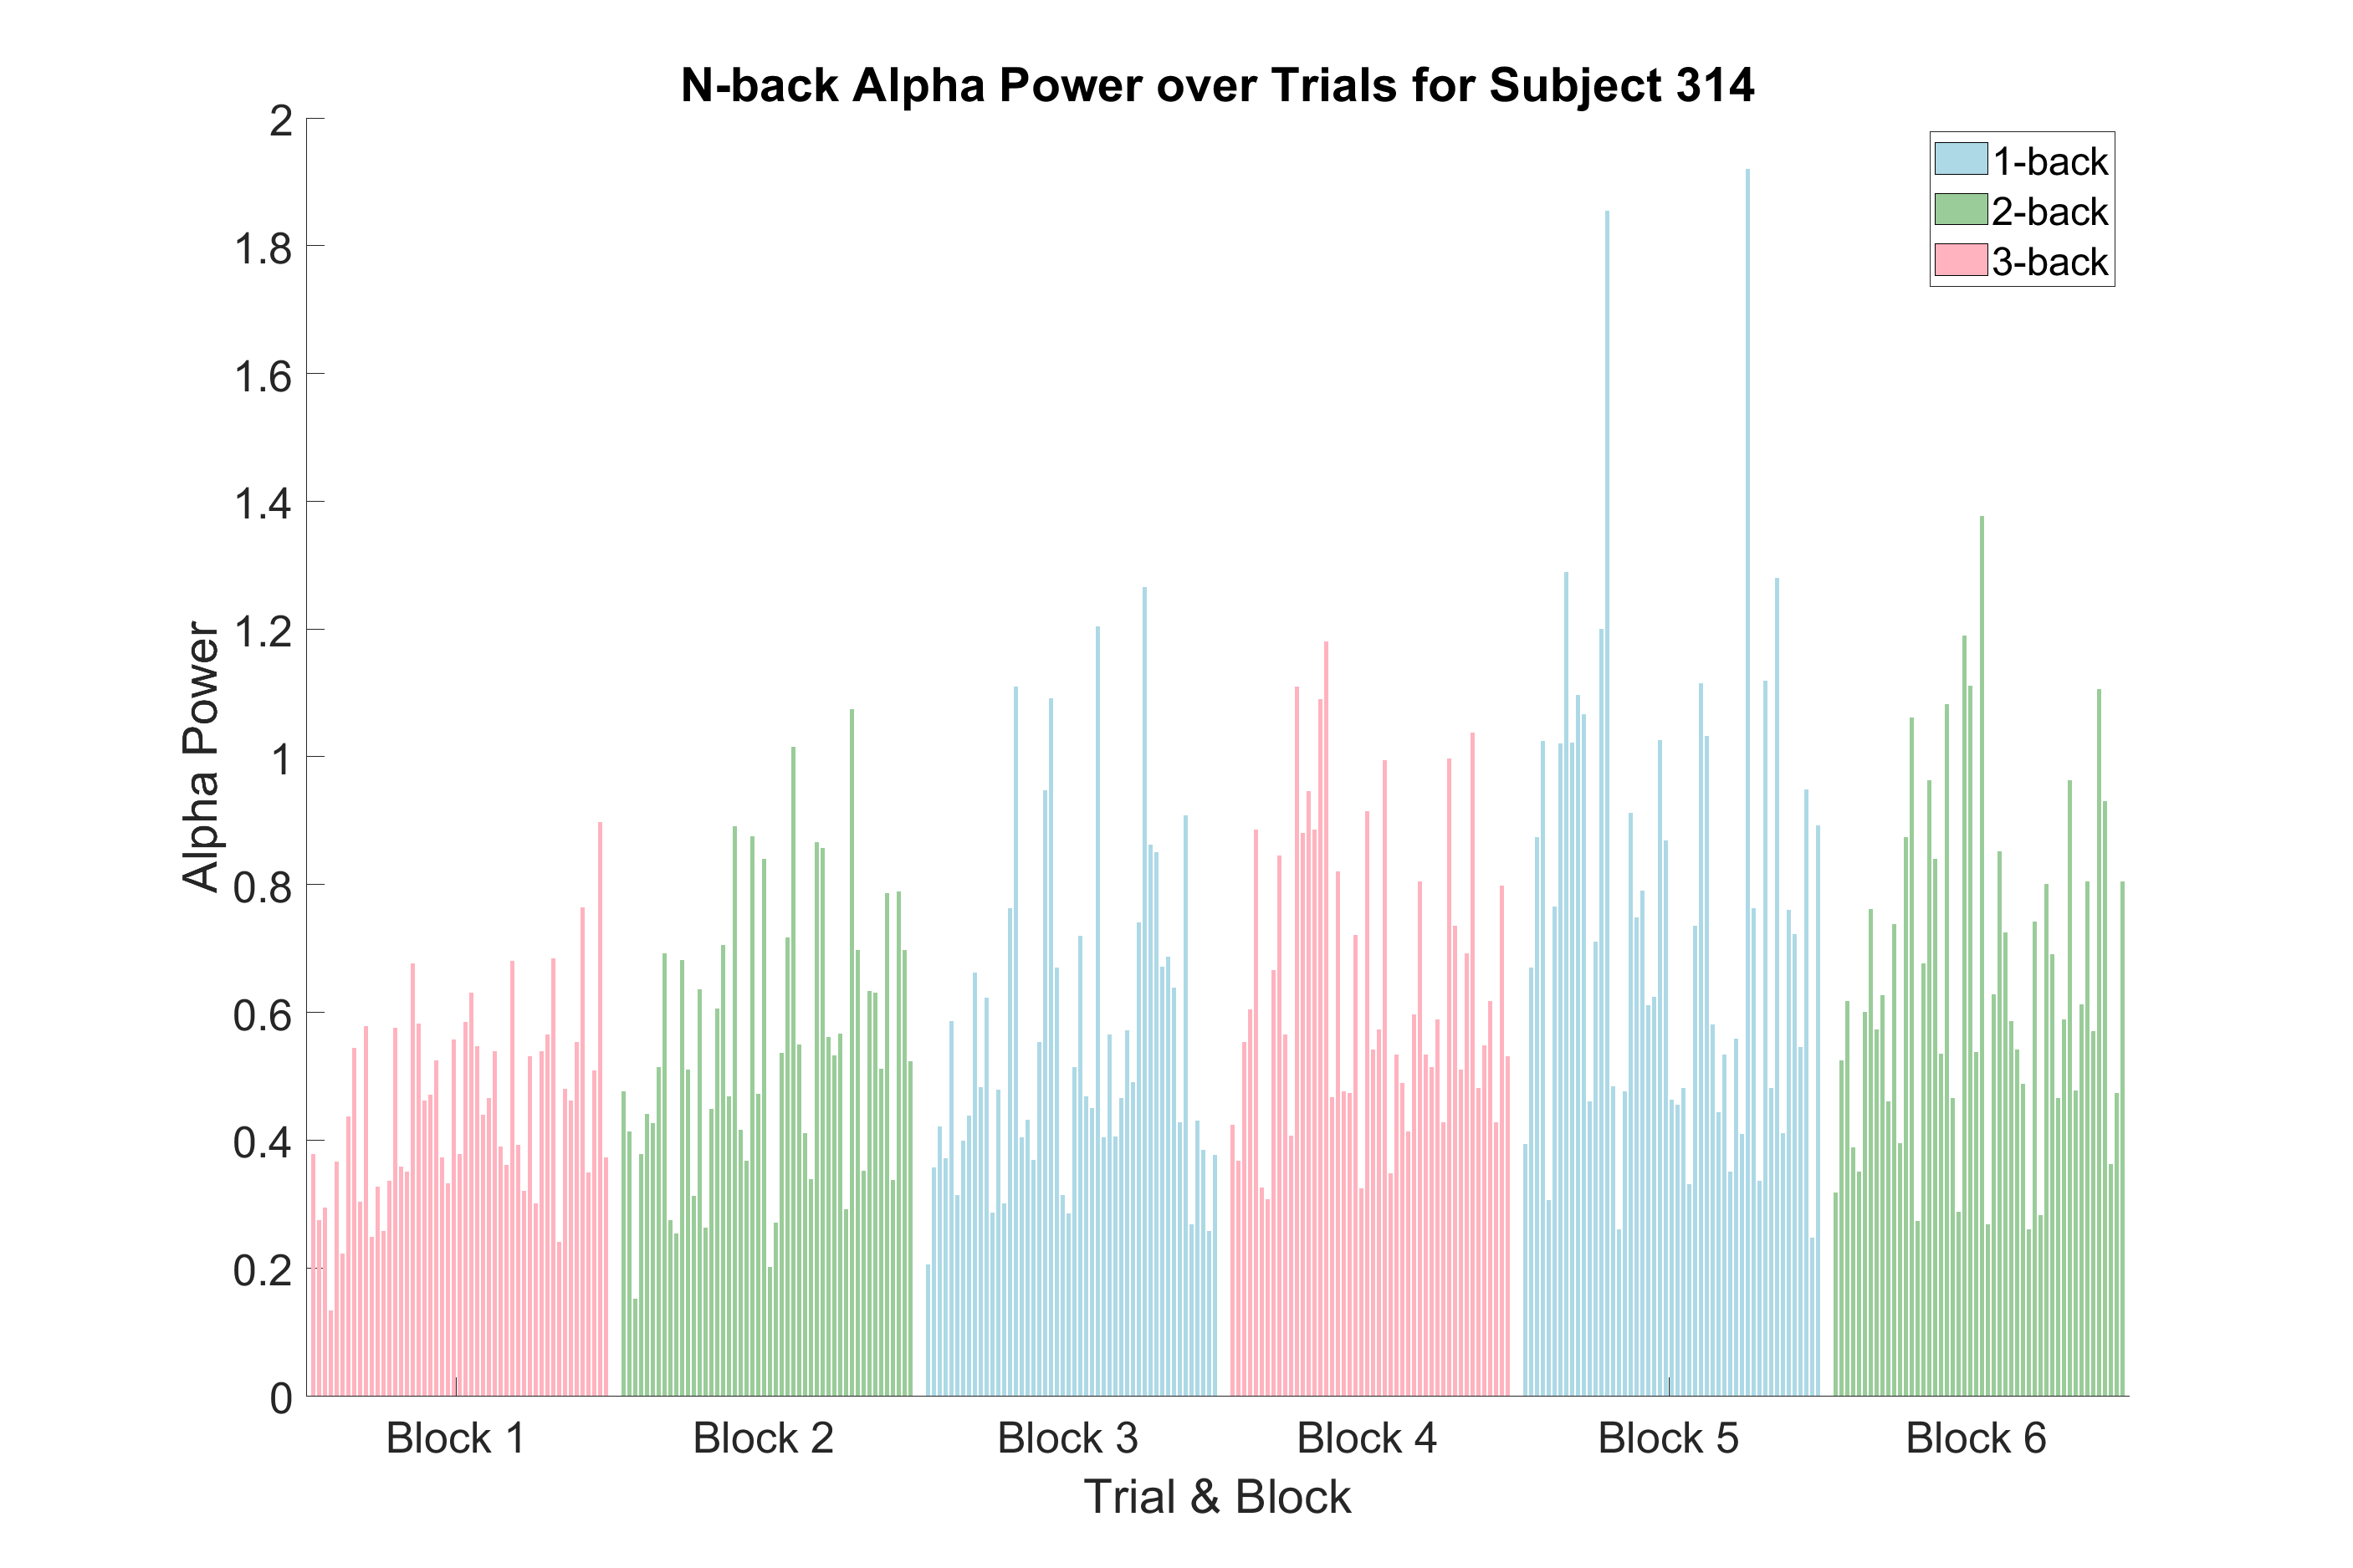 N-back Alpha Power over Trials for Subject 314
1-back
2-back
3-back
Alpha Power
2
1.8
1.6
1.4
1.2
1
0.8
0.6
0.4
0.2
0
Block 1
Block 2
Block 3
Block 4
Block 5
Block 6
Trial & Block